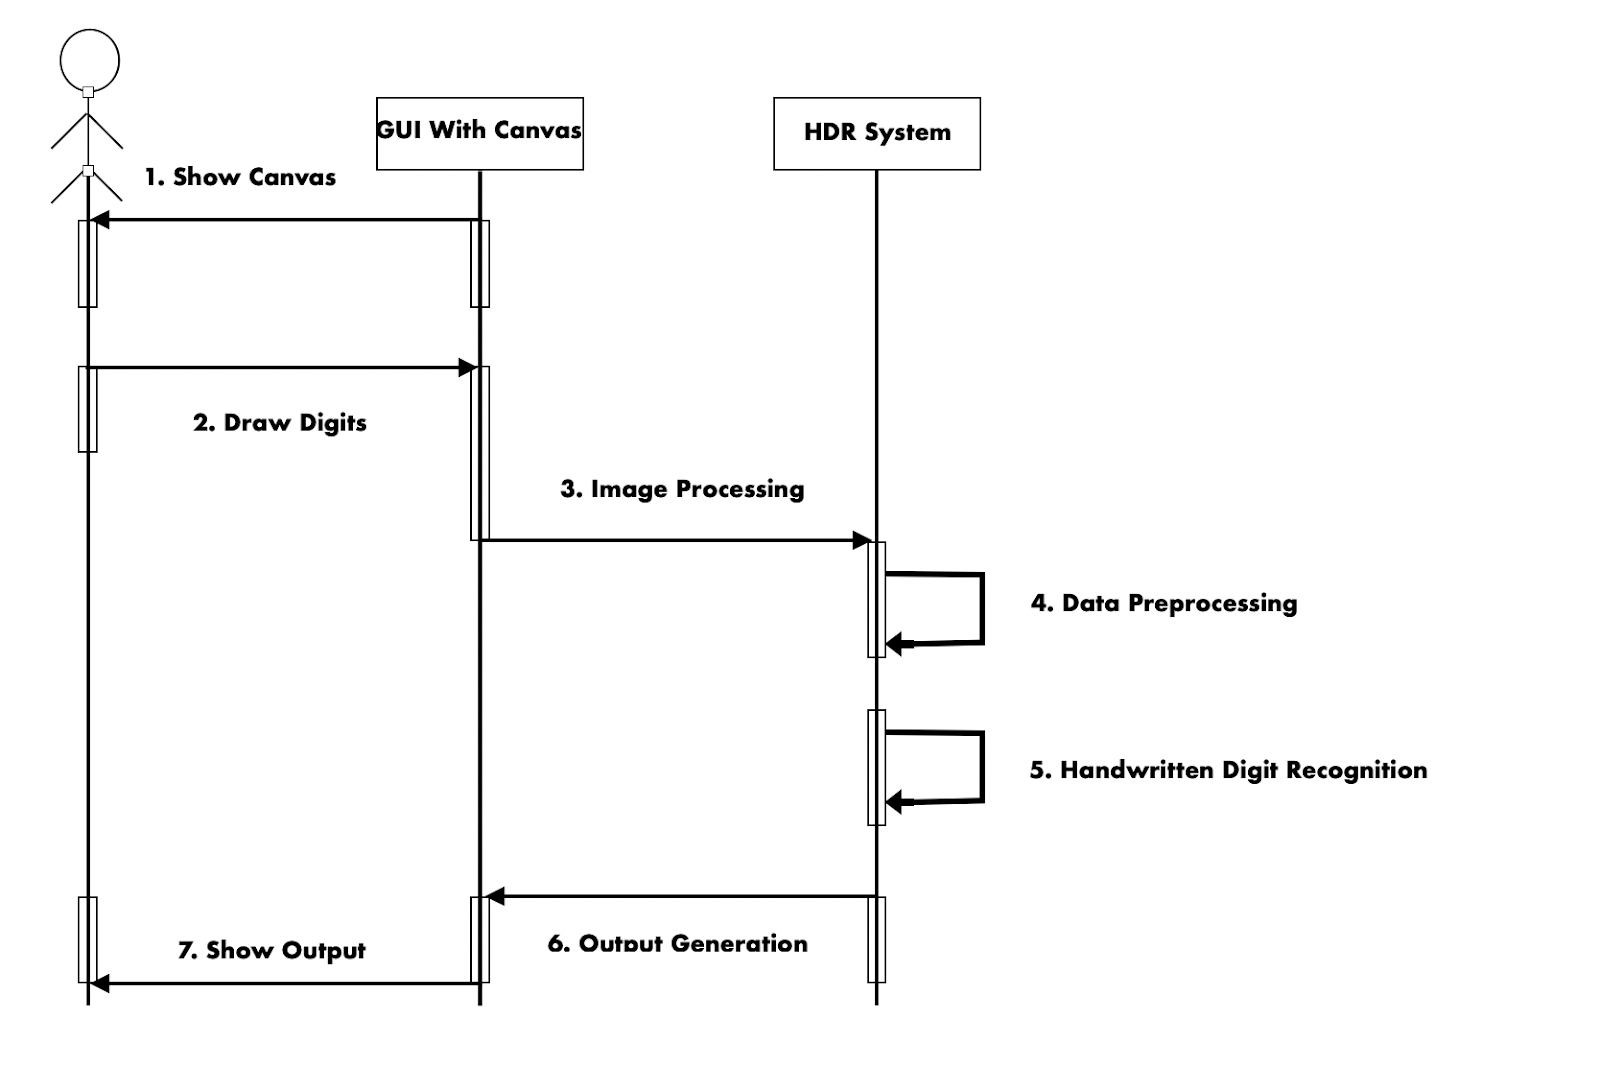 GUI With Canvas
HDR System
1. Show Canvas
2. Draw Digits
3. Image Processing
4. Data Preprocessing
5. Handwritten Digit Recognition
6. Output Generation
7. Show Output